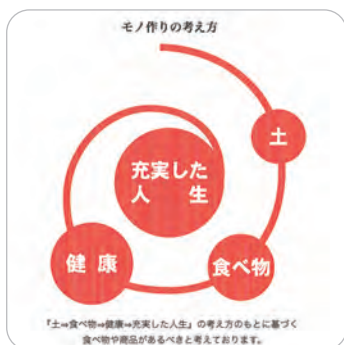 モノ作りの考え方
土
食べ物
健康
充実した
人生
『土⇒食べ物⇒健康⇒充実した人生』の考え方のもとに基づく
食べ物や商品があるべきと考えております。